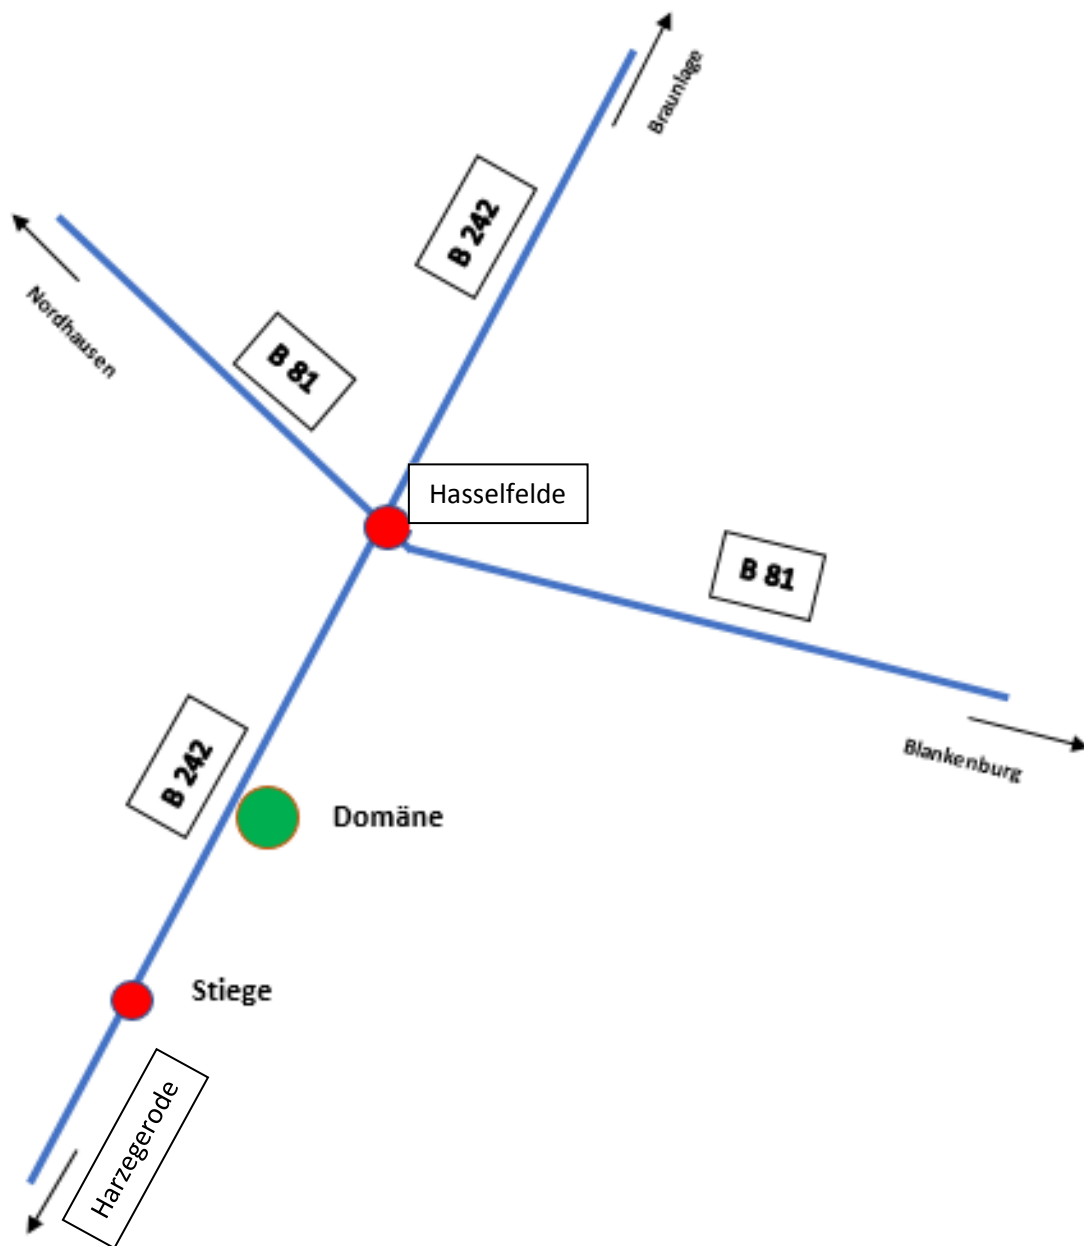 Braunlage
B 242
Nordhausen
B 81
Hasselfelde
B 81
Blankenburg
B 242
Domäne
Stiege
Harzegerode